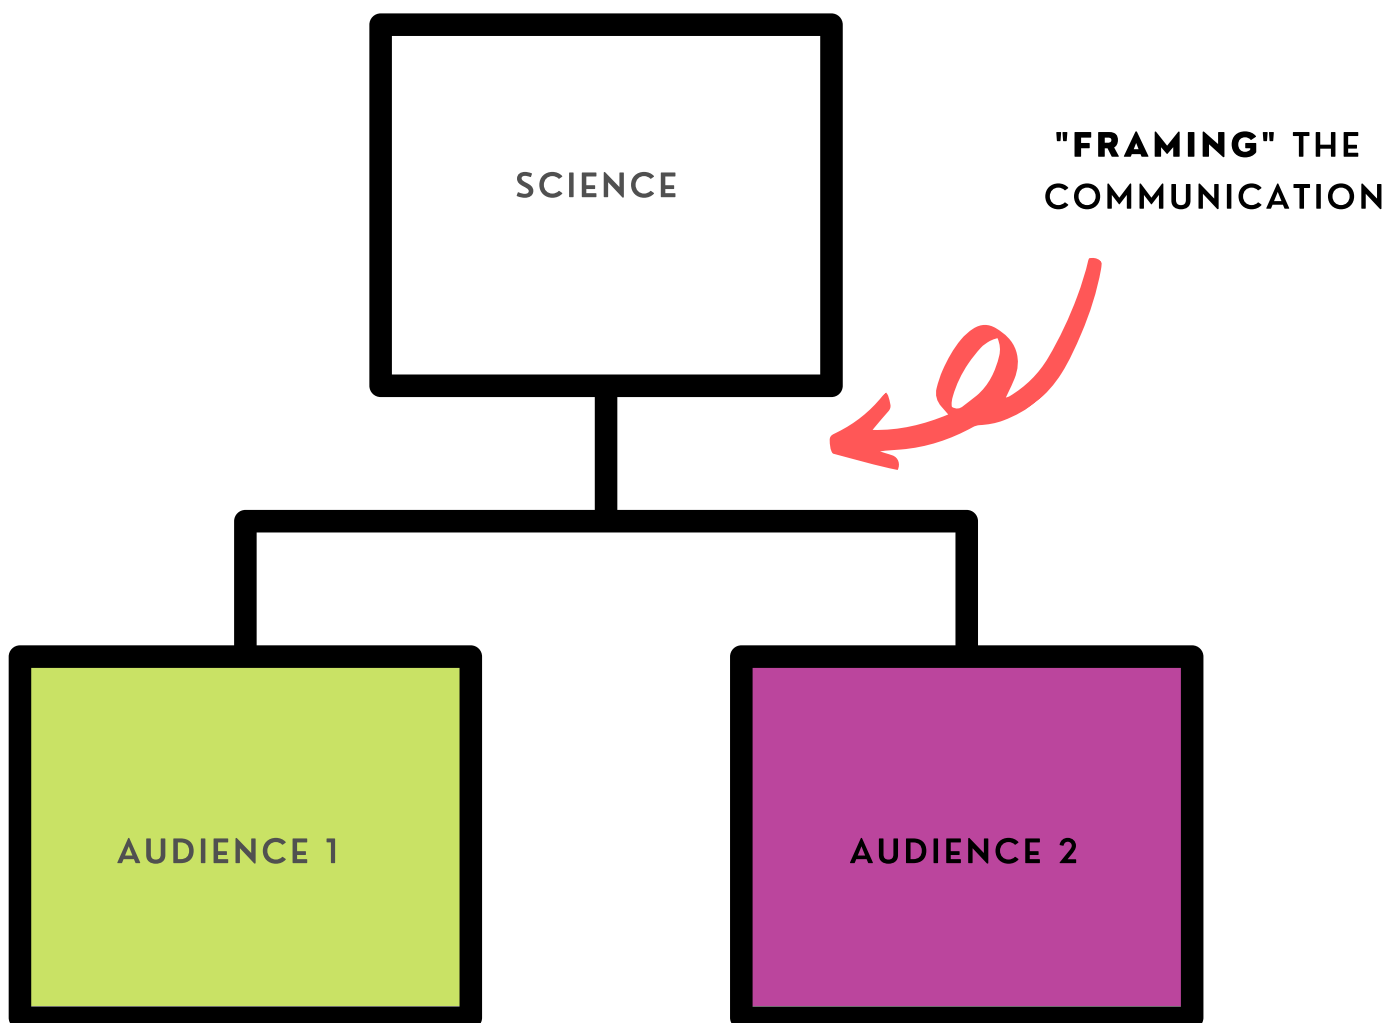 SCIENCE
"FRAMING" THE
COMMUNICATION
AUDIENCE 1
AUDIENCE 2